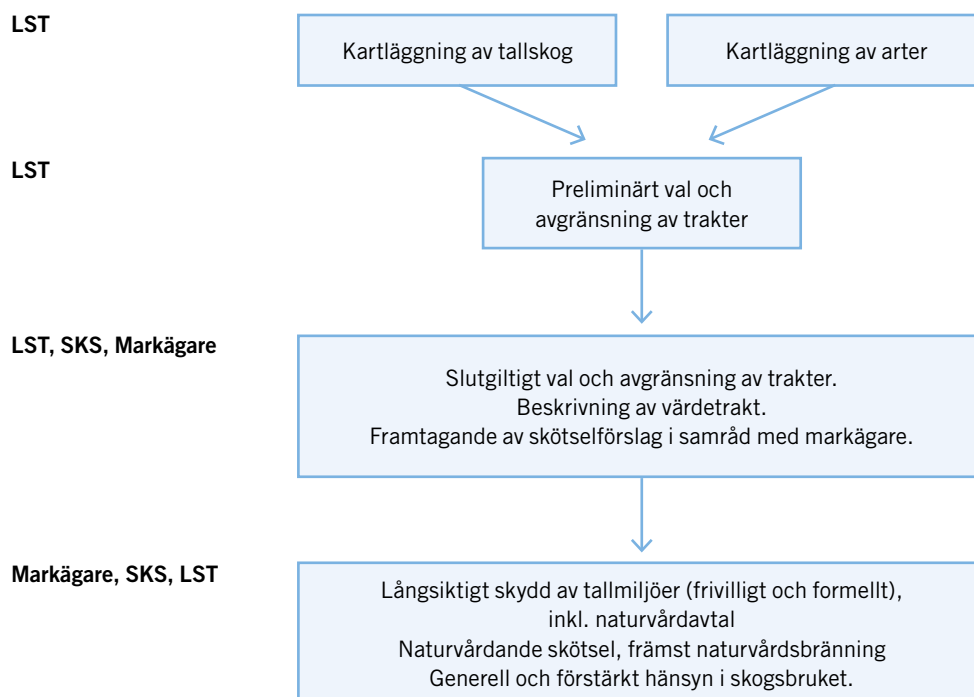 LST
Kartläggning av tallskog
Kartläggning av arter
LST
Preliminärt val och
avgränsning av trakter
LST, SKS, Markägare
Slutgiltigt val och avgränsning av trakter.
Beskrivning av värdetrakt.
Framtagande av skötselförslag i samråd med markägare.
Markägare, SKS, LST
Långsiktigt skydd av tallmiljöer (frivilligt och formellt),
inkl. naturvårdavtal
Naturvårdande skötsel, främst naturvårdsbränning
Generell och förstärkt hänsyn i skogsbruket.